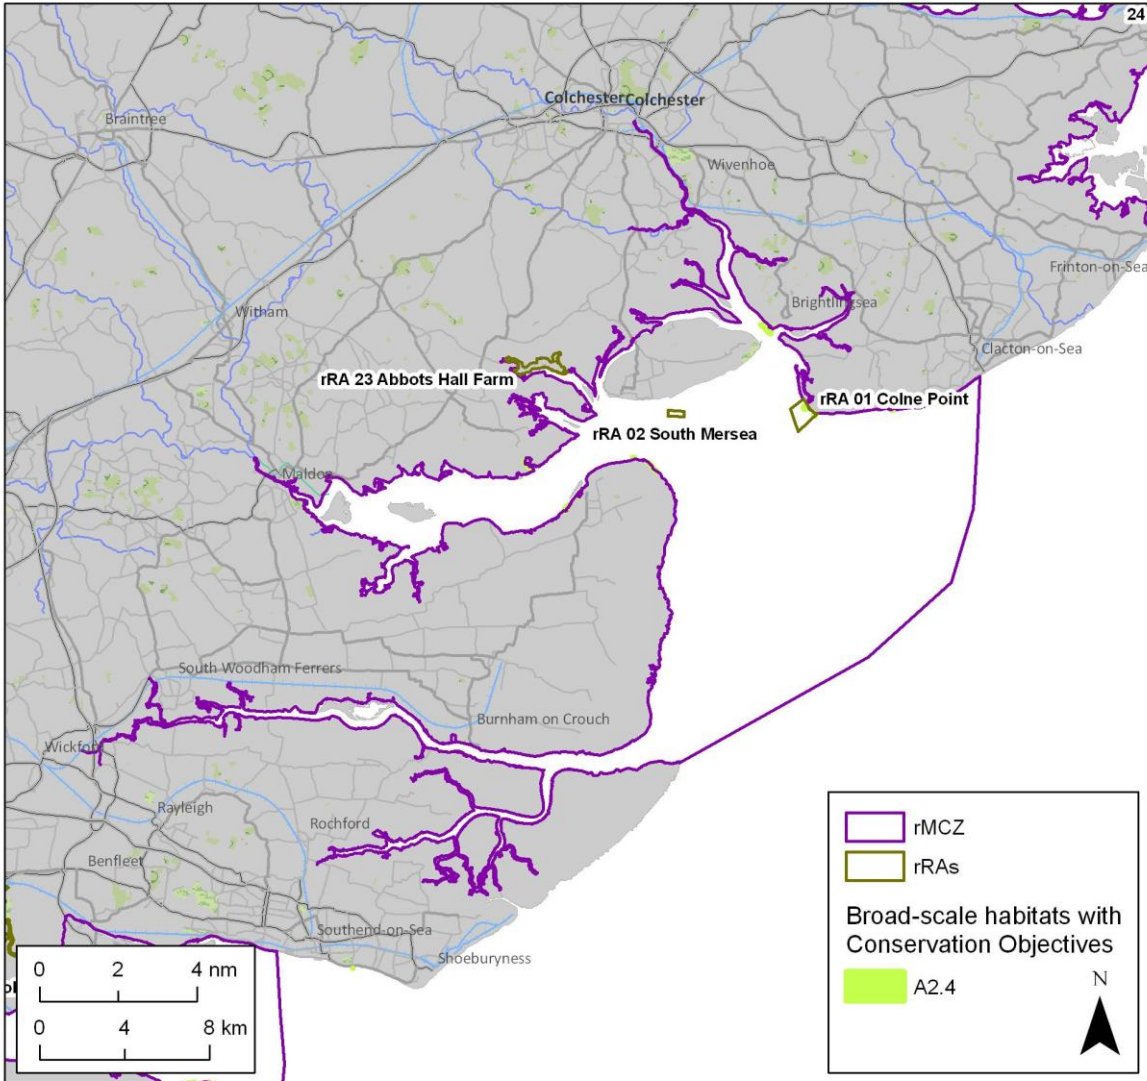 24
Colchester Colchester
Braintree
Wivenhoe
Frinton-on-Sea
Brightlingsea
Witham
Clacton-on-Sea
rRA 23 Abbots Hall Farm
rRA 01 Colne Point
rRA 02 South Mersea
Maldon
South Woodham Ferrers
Burnham on Crouch
Wickford
Rayleigh
Rochford
Benfleet
Southend-on-Sea
Shoeburyness
0 2 4 nm
0 4 8 km
rMCZ
rRAs
Broad-scale habitats with
Conservation Objectives
A2.4
N